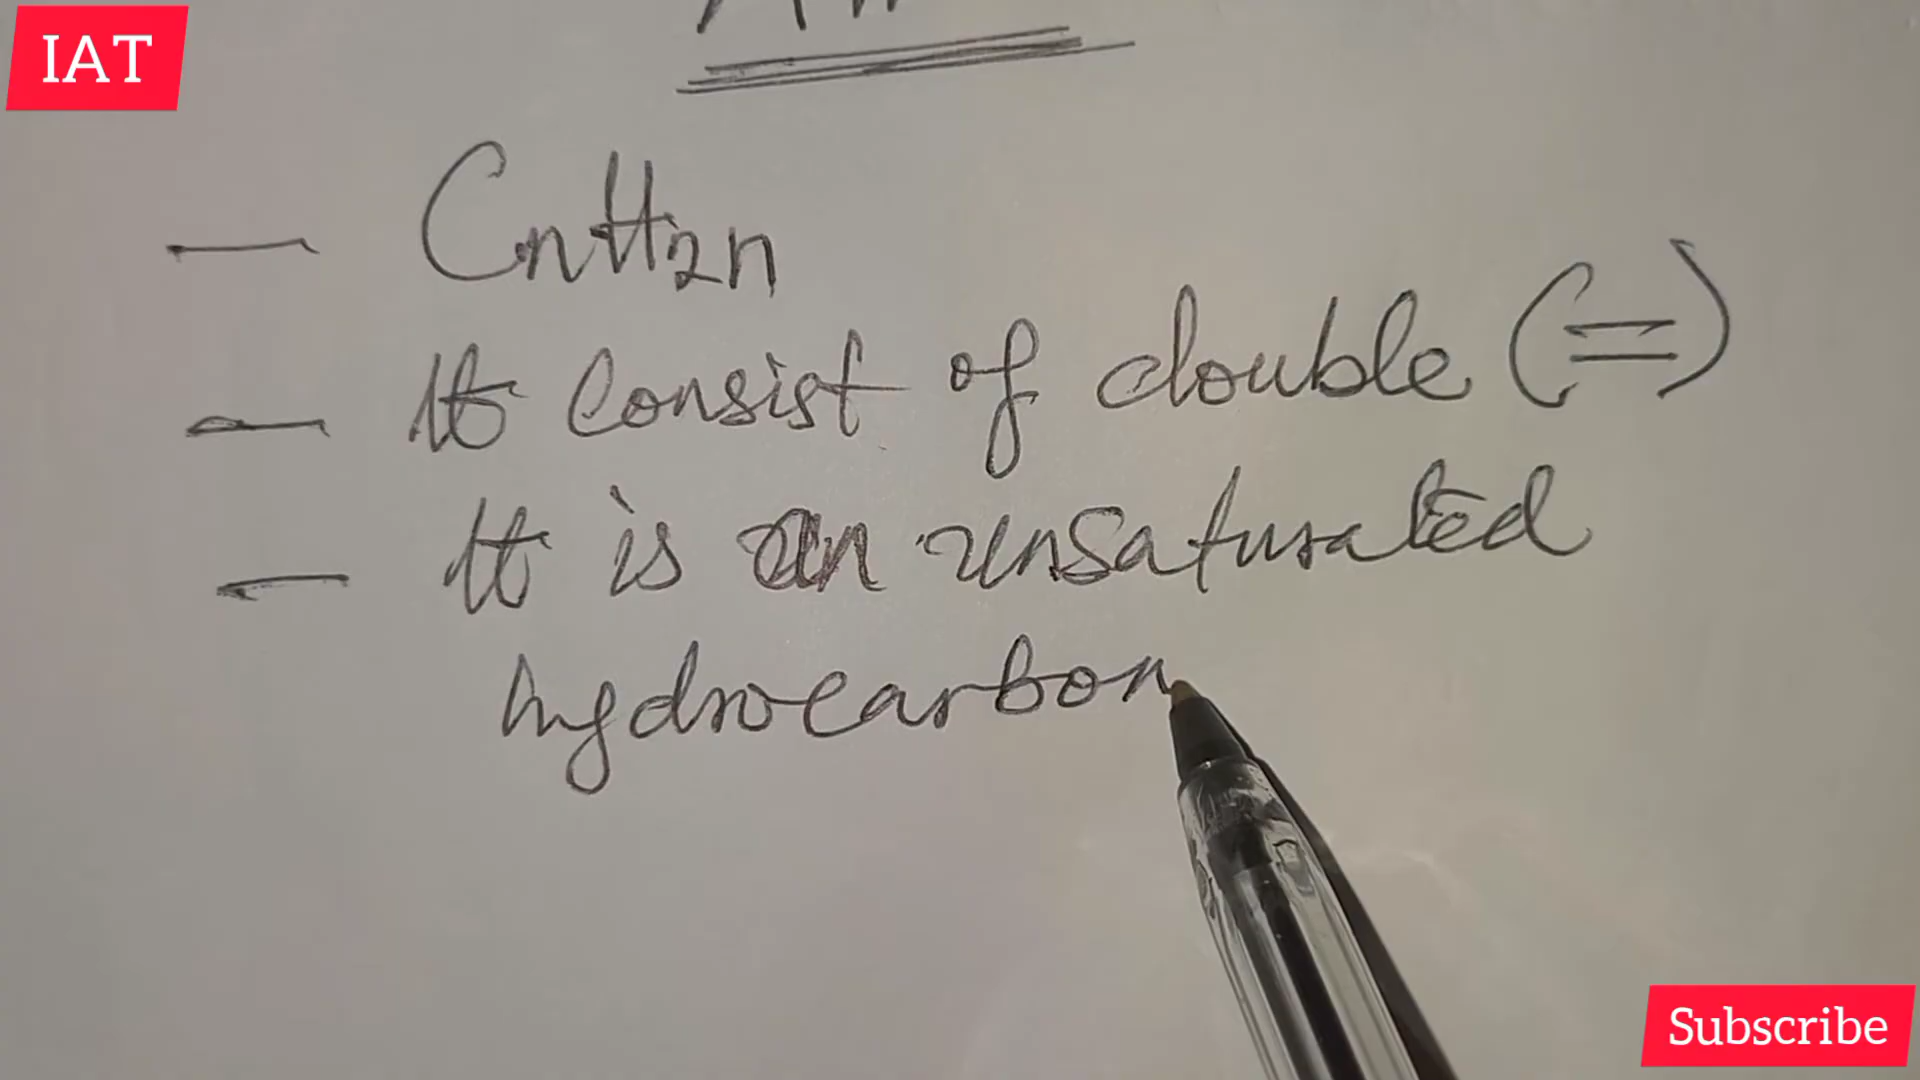 IAT
— CnH2n
— It consist of double (=)
— It is an unsaturated
hydrocarbon
Subscribe